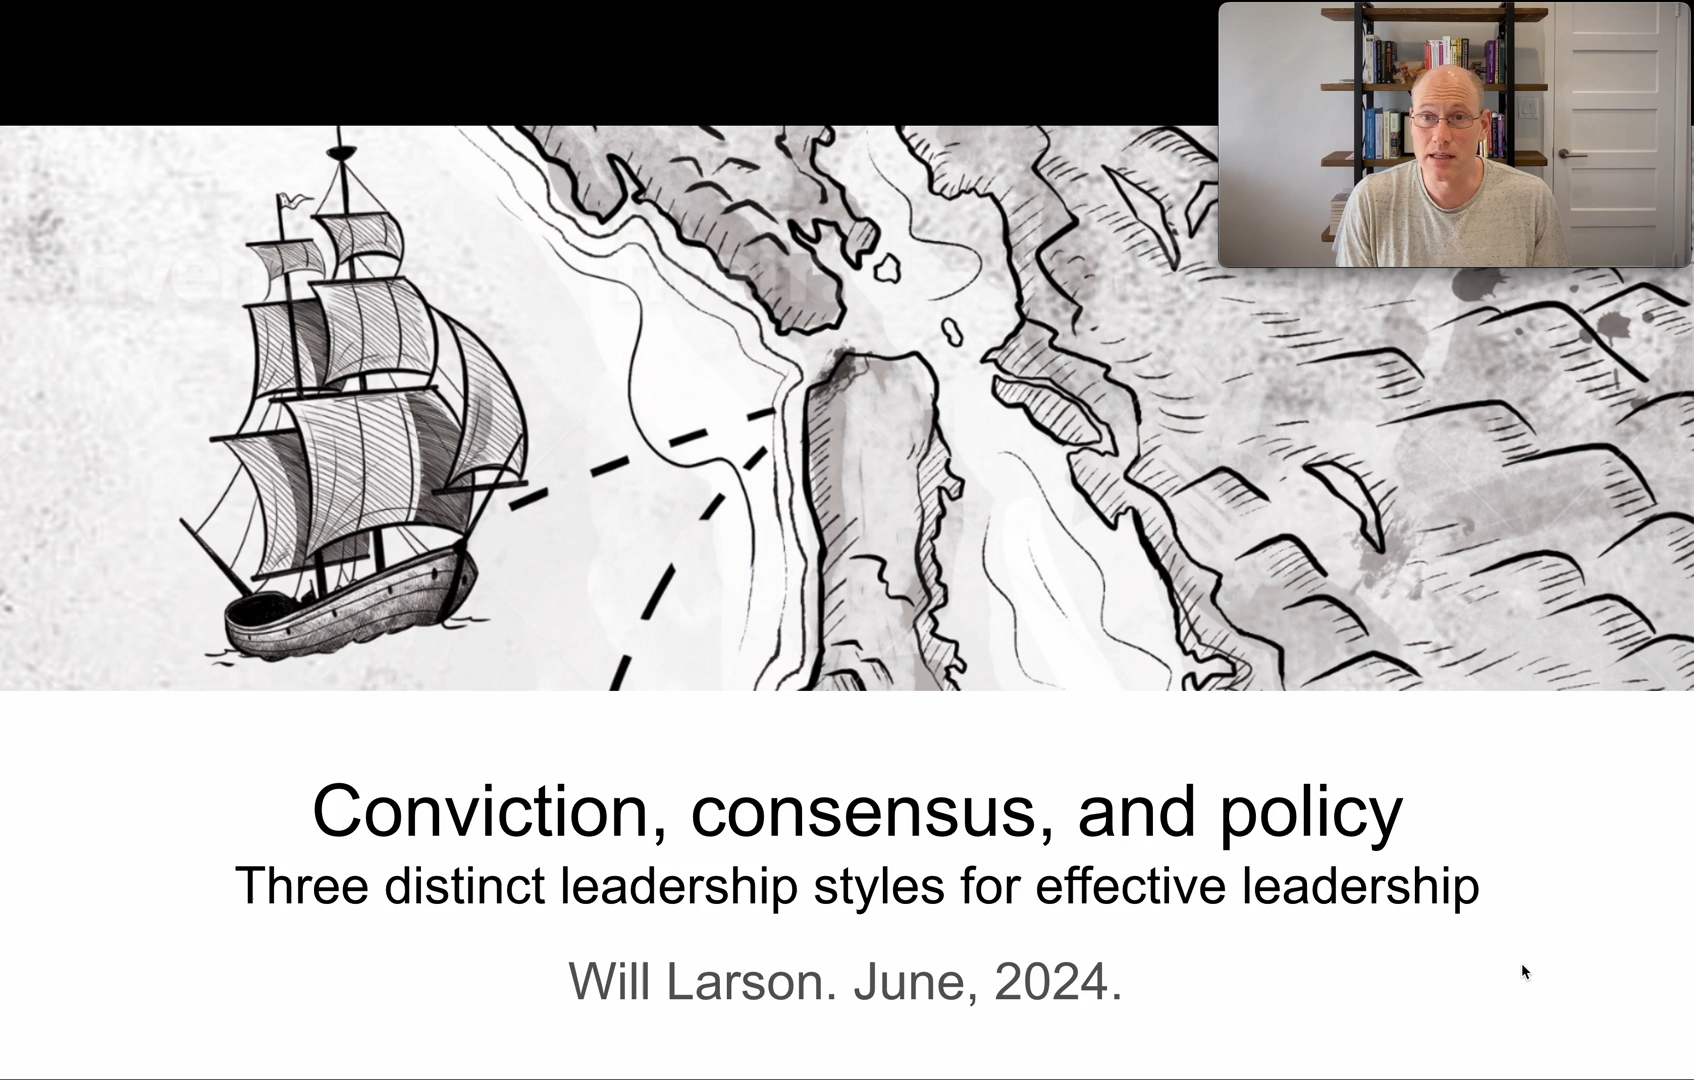 Conviction, consensus, and policy
Three distinct leadership styles for effective leadership
Will Larson. June, 2024.